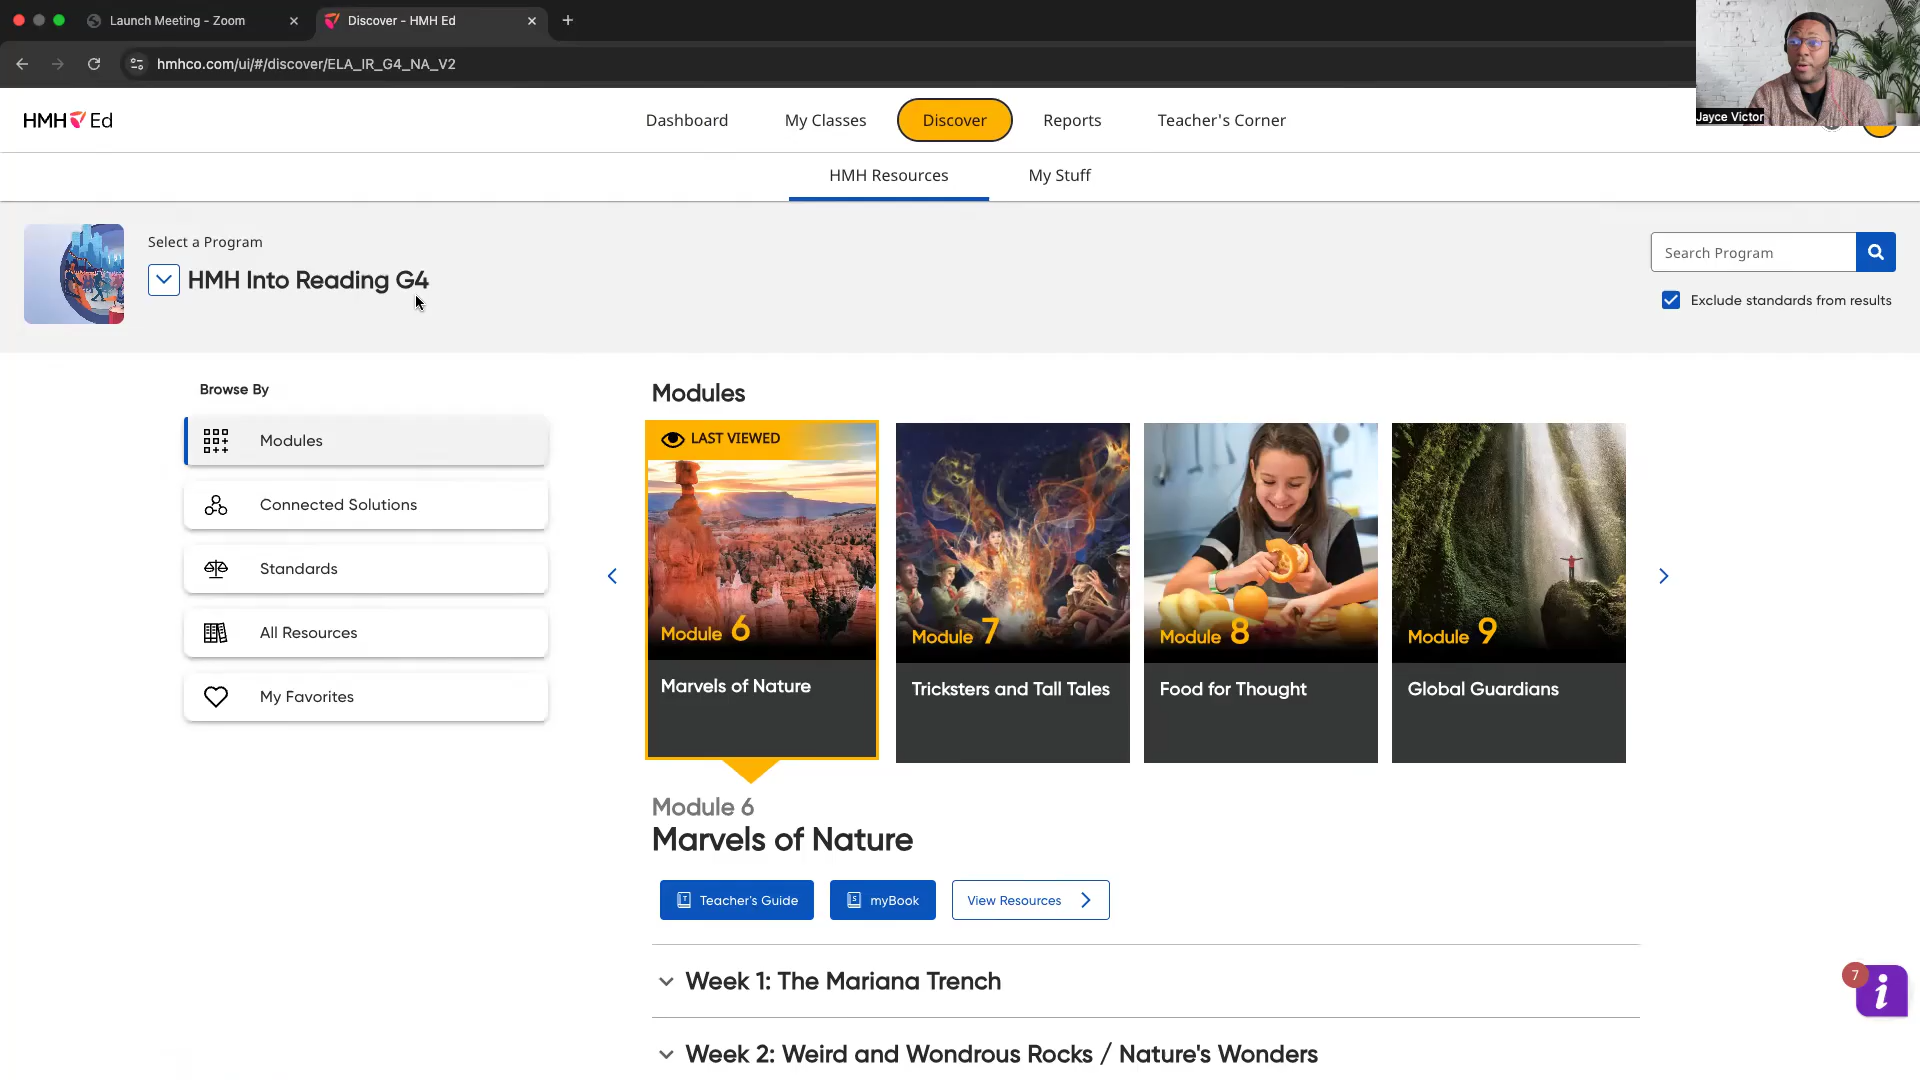 Launch Meeting - Zoom
Discover - HMH Ed
hmhco.com/ui/#/discover/ELA_IR_G4_NA_V2
Jayce Victor
HMH Ed
Dashboard
My Classes
Discover
Reports
Teacher's Corner
HMH Resources
My Stuff
Select a Program
HMH Into Reading G4
Search Program
Exclude standards from results
Browse By
Modules
Connected Solutions
Standards
All Resources
My Favorites
Modules
LAST VIEWED
Module 6
Marvels of Nature
Module 7
Tricksters and Tall Tales
Module 8
Food for Thought
Module 9
Global Guardians
Module 6
Marvels of Nature
Teacher's Guide
myBook
View Resources
Week 1: The Mariana Trench
7
i
Week 2: Weird and Wondrous Rocks / Nature's Wonders